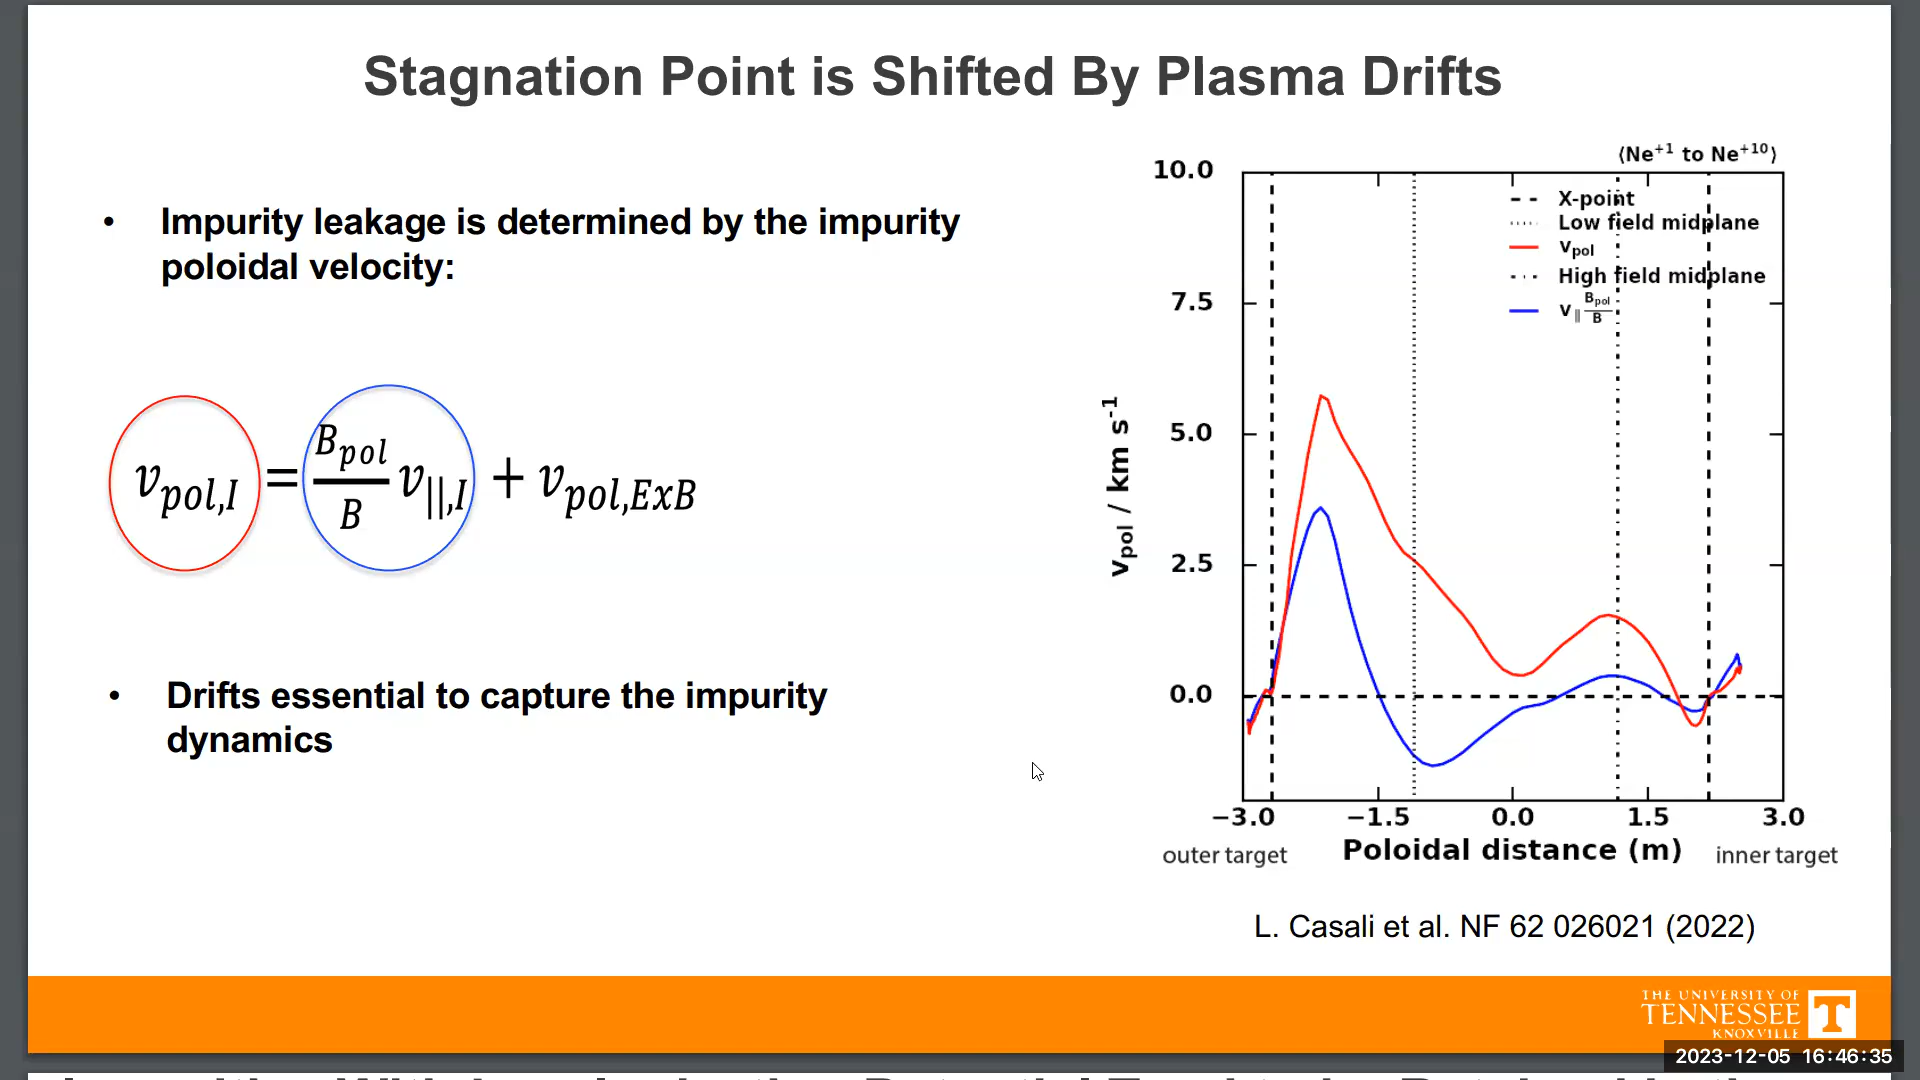 Stagnation Point is Shifted By Plasma Drifts
• Impurity leakage is determined by the impurity
poloidal velocity:
v_pol,I = B_pol/B v_||,I + v_pol,ExB
• Drifts essential to capture the impurity
dynamics
⟨Ne⁺¹ to Ne⁺¹⁰⟩
X-point
Low field midplane
V_pol
High field midplane
V_|| B_pol/B
10.0
7.5
5.0
2.5
0.0
V_pol / km s⁻¹
−3.0 −1.5 0.0 1.5 3.0
outer target Poloidal distance (m) inner target
L. Casali et al. NF 62 026021 (2022)
THE UNIVERSITY OF
TENNESSEE T
KNOXVILLE
2023-12-05 16:46:35